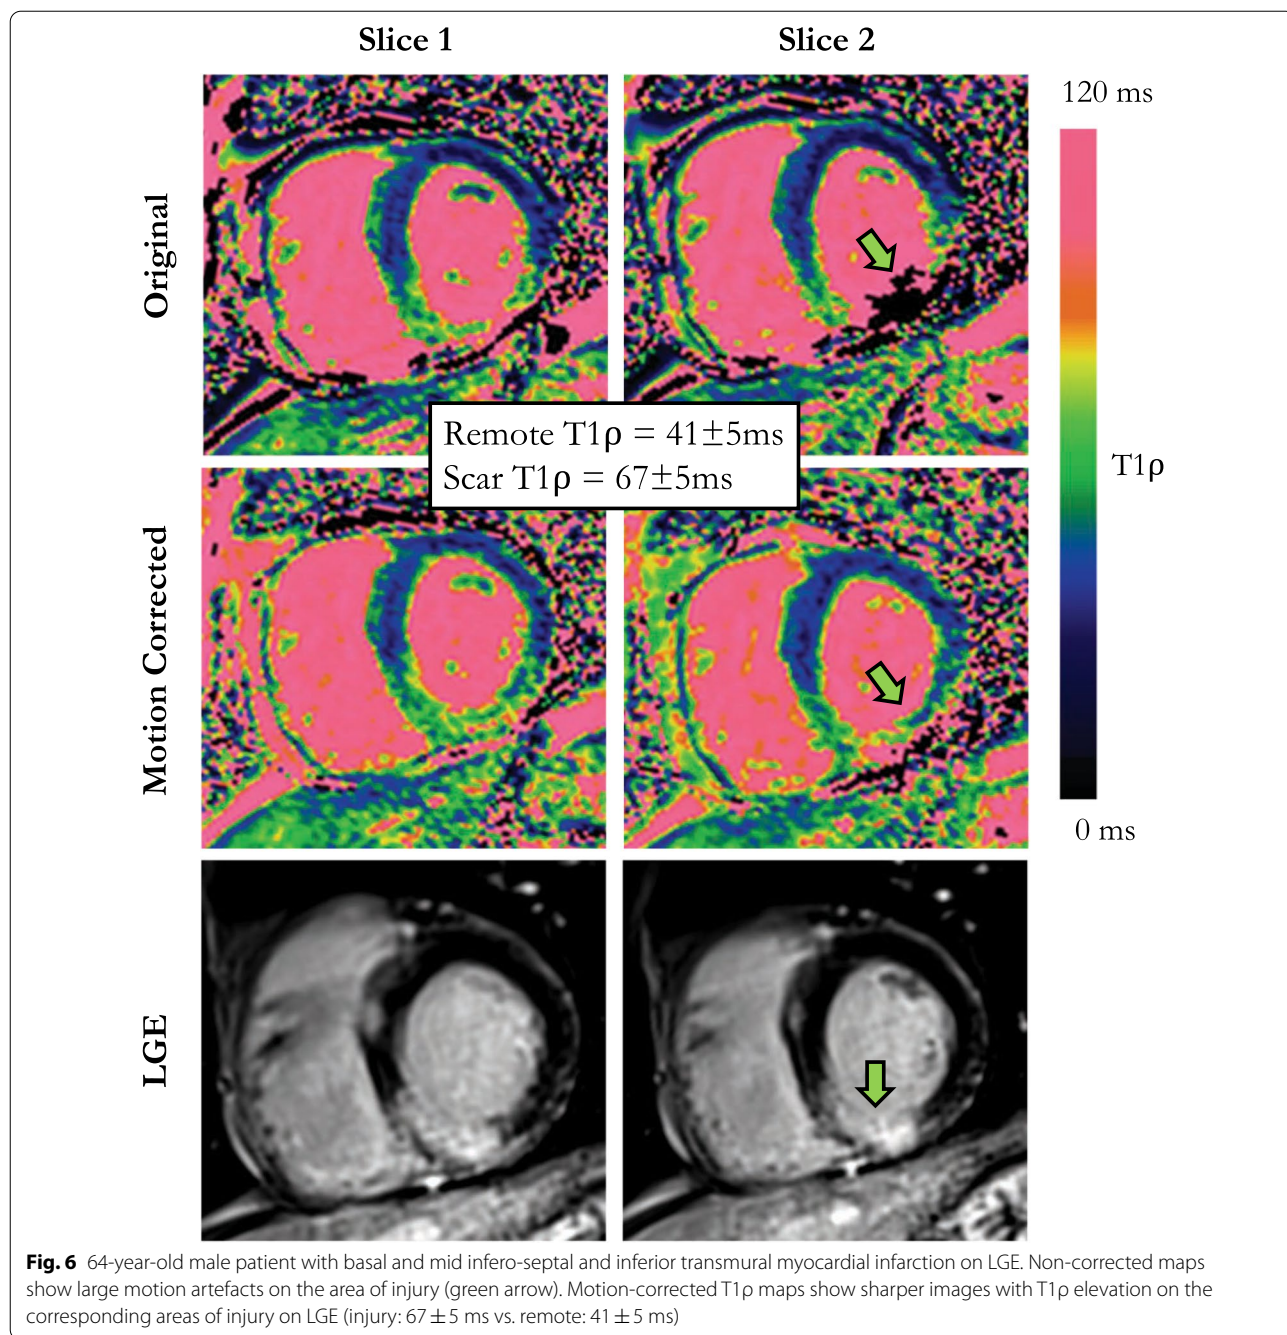 Slice 1
Slice 2
120 ms
Original
Remote T1ρ = 41±5ms
Scar T1ρ = 67±5ms
T1ρ
Motion Corrected
0 ms
LGE
Fig. 6 64-year-old male patient with basal and mid infero-septal and inferior transmural myocardial infarction on LGE. Non-corrected maps
show large motion artefacts on the area of injury (green arrow). Motion-corrected T1ρ maps show sharper images with T1ρ elevation on the
corresponding areas of injury on LGE (injury: 67 ± 5 ms vs. remote: 41 ± 5 ms)